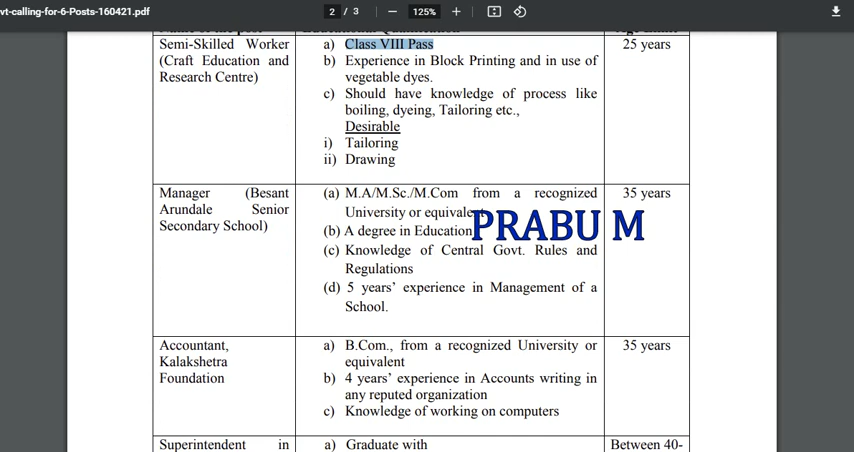 vt-calling-for-6-Posts-160421.pdf
2 / 3
125%
Semi-Skilled Worker
(Craft Education and
Research Centre)
a) Class VIII Pass
b) Experience in Block Printing and in use of
vegetable dyes.
c) Should have knowledge of process like
boiling, dyeing, Tailoring etc.,
Desirable
i) Tailoring
ii) Drawing
25 years
Manager (Besant
Arundale Senior
Secondary School)
(a) M.A/M.Sc./M.Com from a recognized
University or equivalent
(b) A degree in Education
(c) Knowledge of Central Govt. Rules and
Regulations
(d) 5 years’ experience in Management of a
School.
35 years
PRABU M
Accountant,
Kalakshetra
Foundation
a) B.Com., from a recognized University or
equivalent
b) 4 years’ experience in Accounts writing in
any reputed organization
c) Knowledge of working on computers
35 years
Superintendent in
a) Graduate with
Between 40-